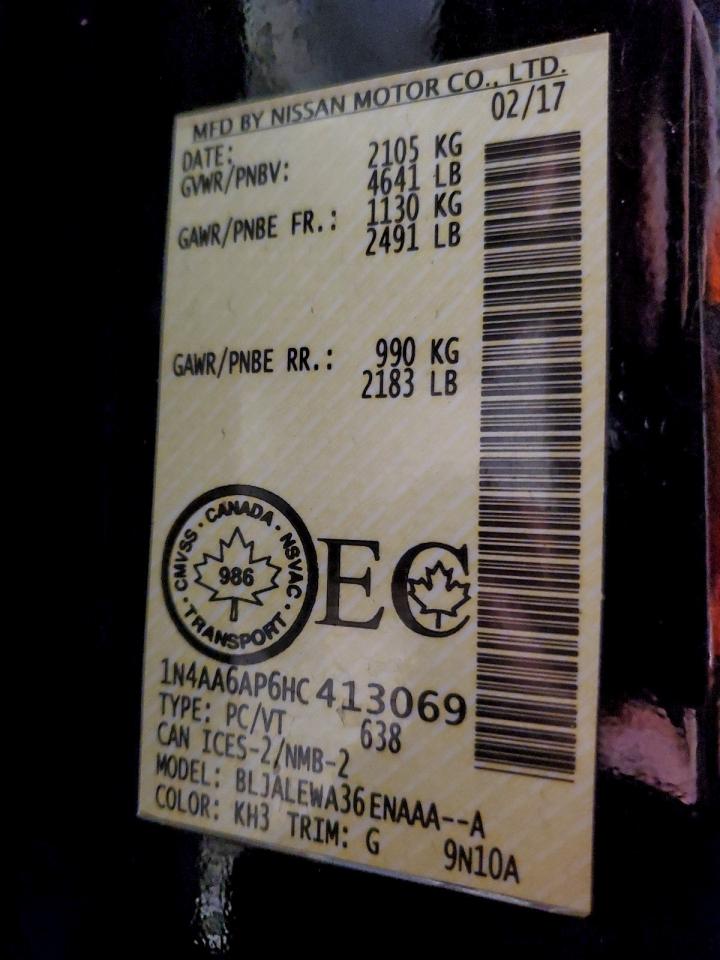 MFD BY NISSAN MOTOR CO., LTD.
DATE: 02/17
GVWR/PNBV: 2105 KG
4641 LB
GAWR/PNBE FR.: 1130 KG
2491 LB
GAWR/PNBE RR.: 990 KG
2183 LB
CANADA · NSVAC · TRANSPORT · CMVSS ·
986
EC
1N4AA6AP6HC 413069
TYPE: PC/VT 638
CAN ICES-2/NMB-2
MODEL: BLJALEWA36ENAAA--A
COLOR: KH3 TRIM: G 9N10A